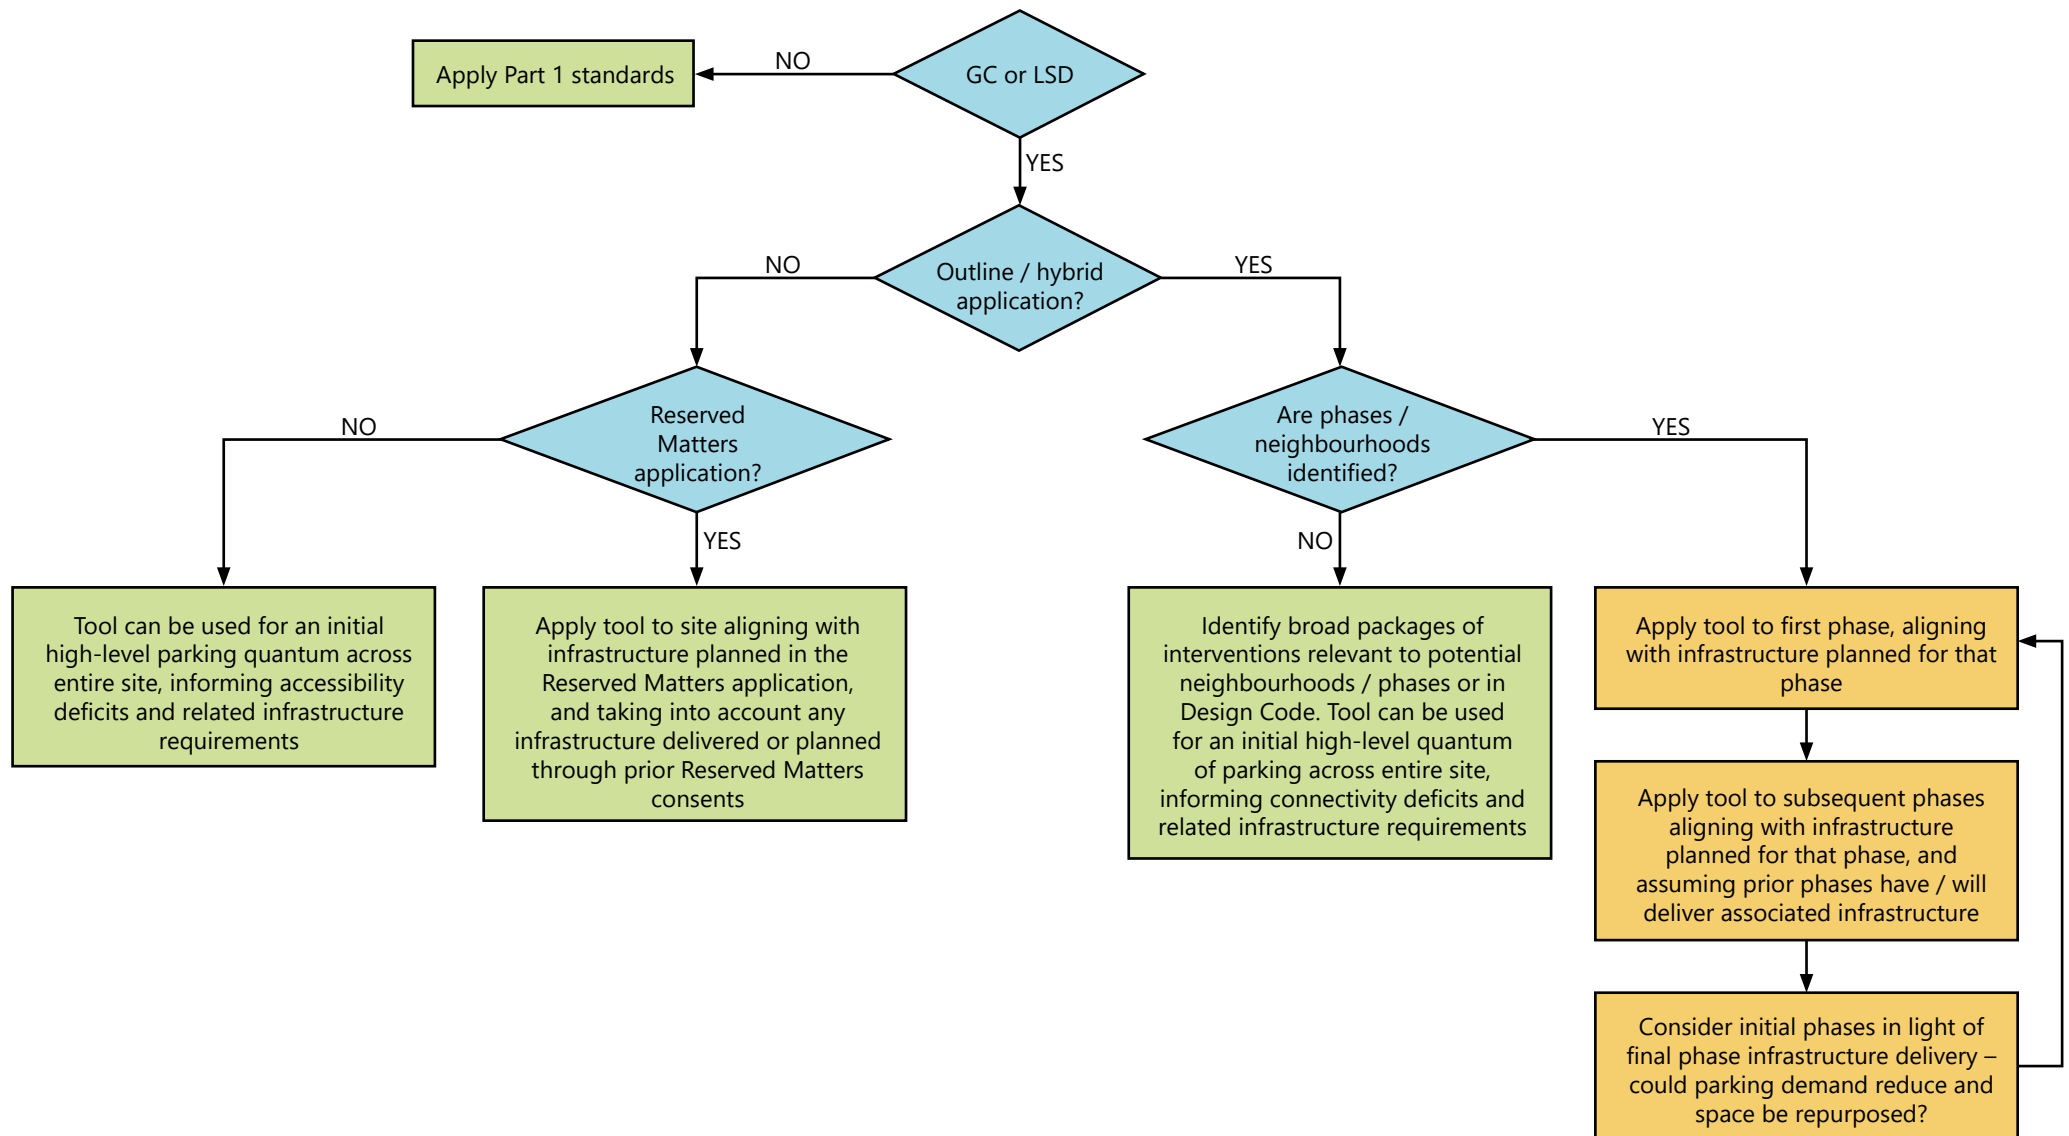 GC or LSD
NO
Apply Part 1 standards
YES
Outline / hybrid
application?
NO
YES
Reserved
Matters
application?
Are phases /
neighbourhoods
identified?
NO
YES
NO
YES
Tool can be used for an initial
high-level parking quantum across
entire site, informing accessibility
deficits and related infrastructure
requirements
Apply tool to site aligning with
infrastructure planned in the
Reserved Matters application,
and taking into account any
infrastructure delivered or planned
through prior Reserved Matters
consents
Identify broad packages of
interventions relevant to potential
neighbourhoods / phases or in
Design Code. Tool can be used
for an initial high-level quantum
of parking across entire site,
informing connectivity deficits and
related infrastructure requirements
Apply tool to first phase, aligning
with infrastructure planned for that
phase
Apply tool to subsequent phases
aligning with infrastructure
planned for that phase, and
assuming prior phases have / will
deliver associated infrastructure
Consider initial phases in light of
final phase infrastructure delivery –
could parking demand reduce and
space be repurposed?